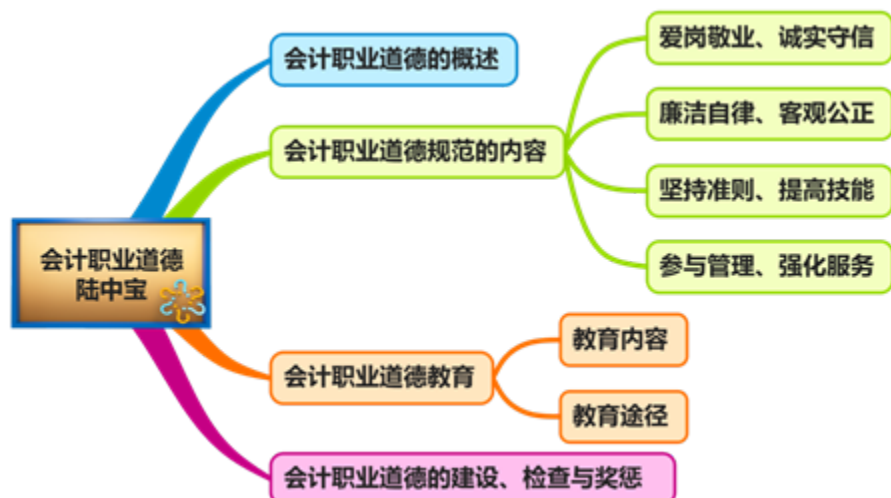 会计职业道德
陆中宝
会计职业道德的概述
会计职业道德规范的内容
爱岗敬业、诚实守信
廉洁自律、客观公正
坚持准则、提高技能
参与管理、强化服务
会计职业道德教育
教育内容
教育途径
会计职业道德的建设、检查与奖惩